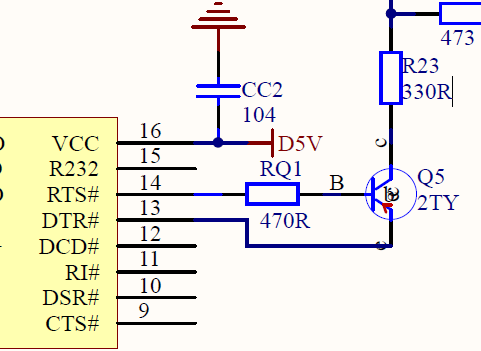 473
R23
330R
CC2
104
c
VCC 16 D5V
R232 15 RQ1
RTS# 14 B Q5
2TY
DTR# 13 470R
DCD# 12 e
RI# 11
DSR# 10
CTS# 9